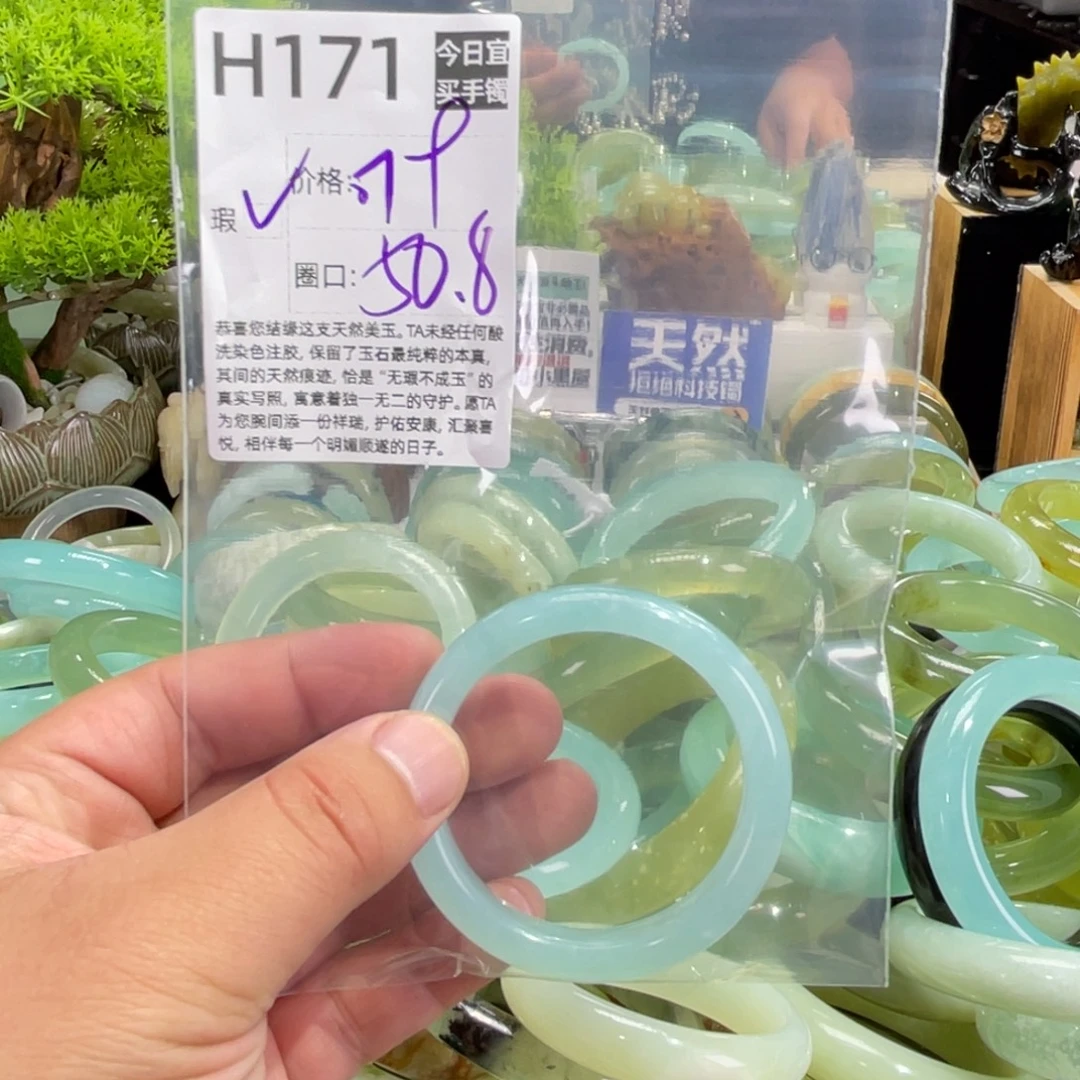 H171
今日宜
买手镯
价格:
瑕 ✓
圈口: 50.8
恭喜您结缘这支天然美玉。TA未经任何酸
洗染色注胶, 保留了玉石最纯粹的本真,
其间的天然痕迹, 恰是“无瑕不成玉”的
真实写照, 寓意着独一无二的守护。愿TA
为您腕间添一份祥瑞, 护佑安康, 汇聚喜
悦, 相伴每一个明媚顺遂的日子。
天然